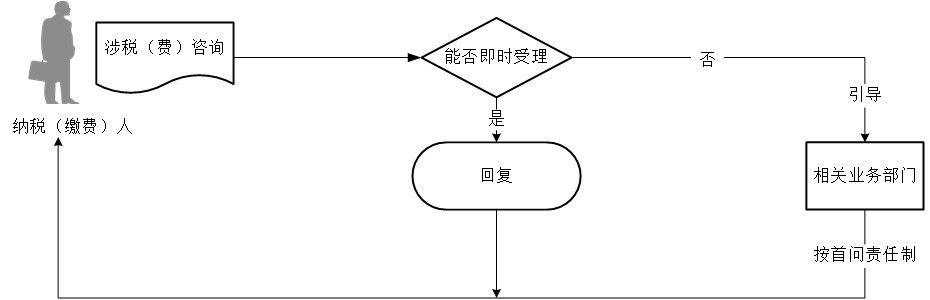 涉税（费）咨询
能否即时受理
否
引导
纳税（缴费）人
是
回复
相关业务部门
按首问责任制